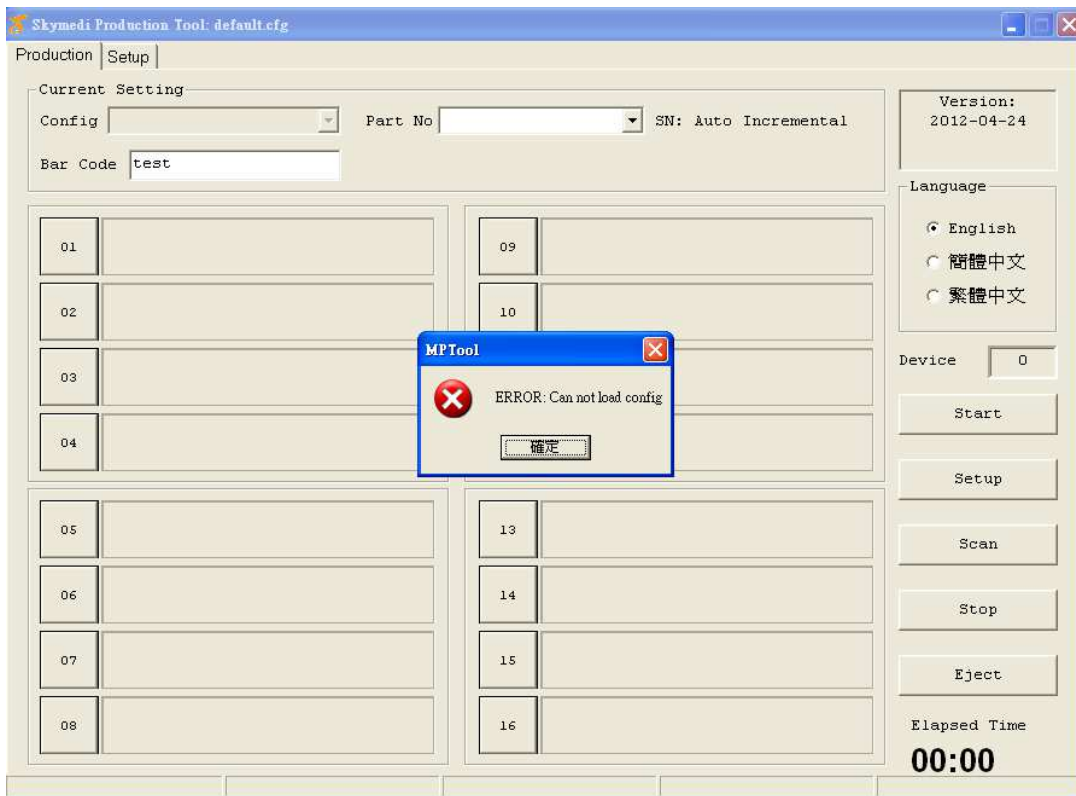 Skymedi Production Tool: default.cfg
Production Setup
Current Setting
Config Part No SN: Auto Incremental
Bar Code test
Version:
2012-04-24
Language
English
簡體中文
繁體中文
01
02
03
04
09
10
MPTool
ERROR: Can not load config
確定
05
06
07
08
13
14
15
16
Device 0
Start
Setup
Scan
Stop
Eject
Elapsed Time
00:00